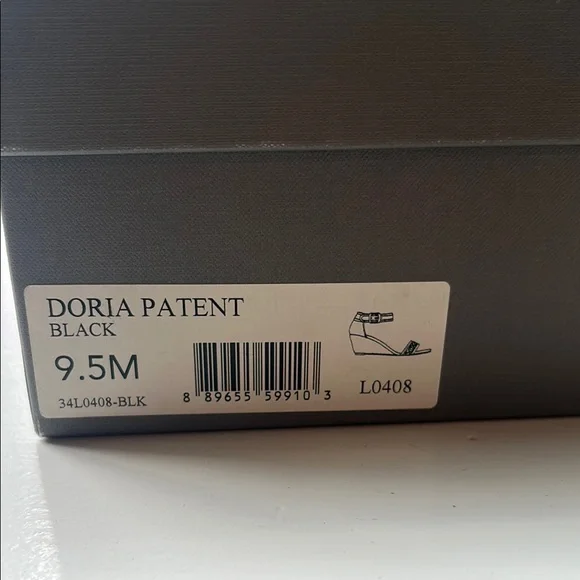 DORIA PATENT
BLACK
9.5M
34L0408-BLK
8 89655 59910 3
L0408